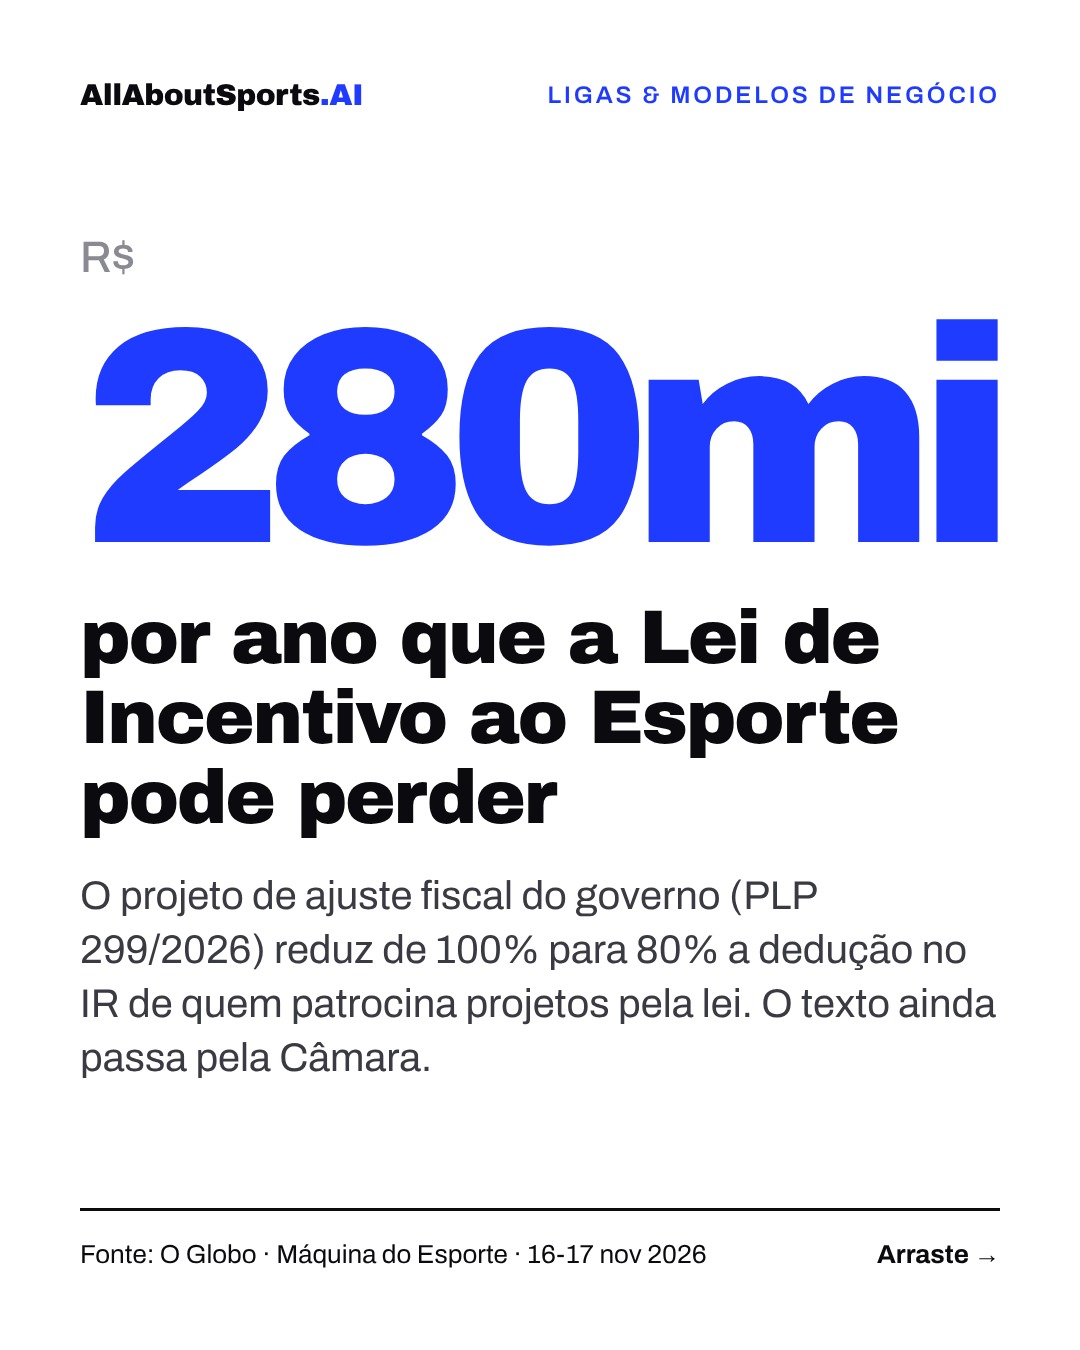 AllAboutSports.AI
LIGAS & MODELOS DE NEGÓCIO
R$
280mi
por ano que a Lei de
Incentivo ao Esporte
pode perder
O projeto de ajuste fiscal do governo (PLP
299/2026) reduz de 100% para 80% a dedução no
IR de quem patrocina projetos pela lei. O texto ainda
passa pela Câmara.
Fonte: O Globo · Máquina do Esporte · 16-17 nov 2026
Arraste →